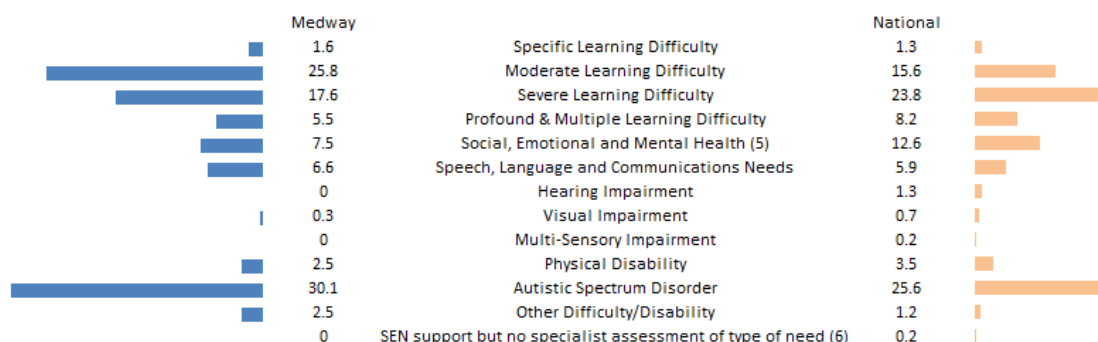 Medway National
1.6 Specific Learning Difficulty 1.3
25.8 Moderate Learning Difficulty 15.6
17.6 Severe Learning Difficulty 23.8
5.5 Profound & Multiple Learning Difficulty 8.2
7.5 Social, Emotional and Mental Health (5) 12.6
6.6 Speech, Language and Communications Needs 5.9
0 Hearing Impairment 1.3
0.3 Visual Impairment 0.7
0 Multi-Sensory Impairment 0.2
2.5 Physical Disability 3.5
30.1 Autistic Spectrum Disorder 25.6
2.5 Other Difficulty/Disability 1.2
0 SEN support but no specialist assessment of type of need (6) 0.2